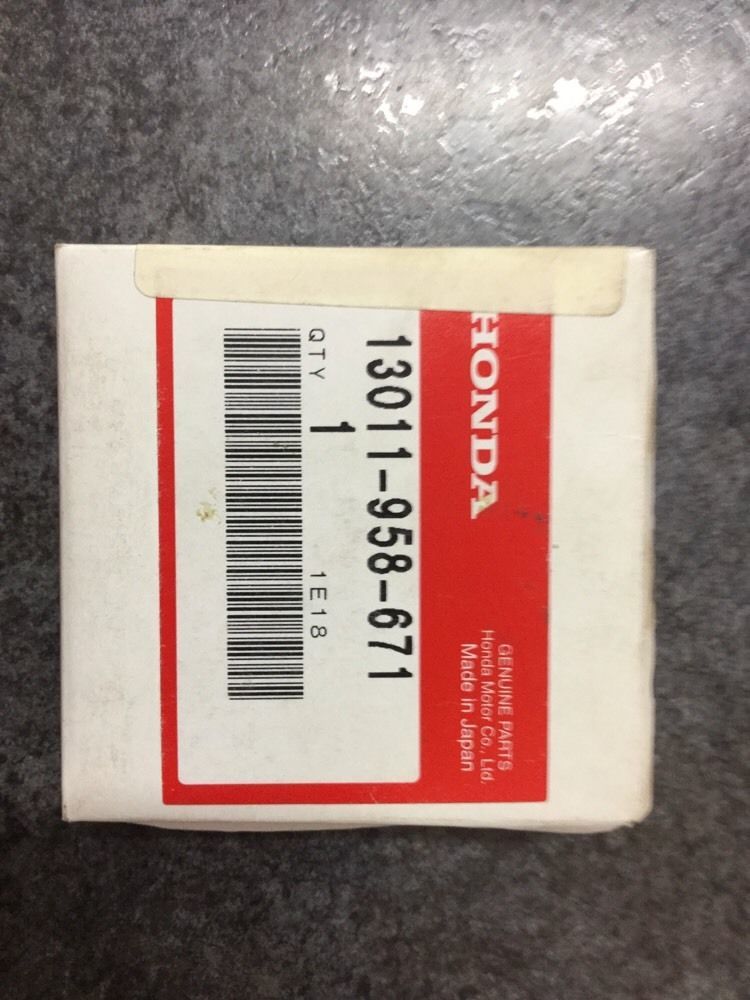 HONDA
GENUINE PARTS
Honda Motor Co., Ltd.
Made in Japan
13011-958-671
QTY 1 1E18